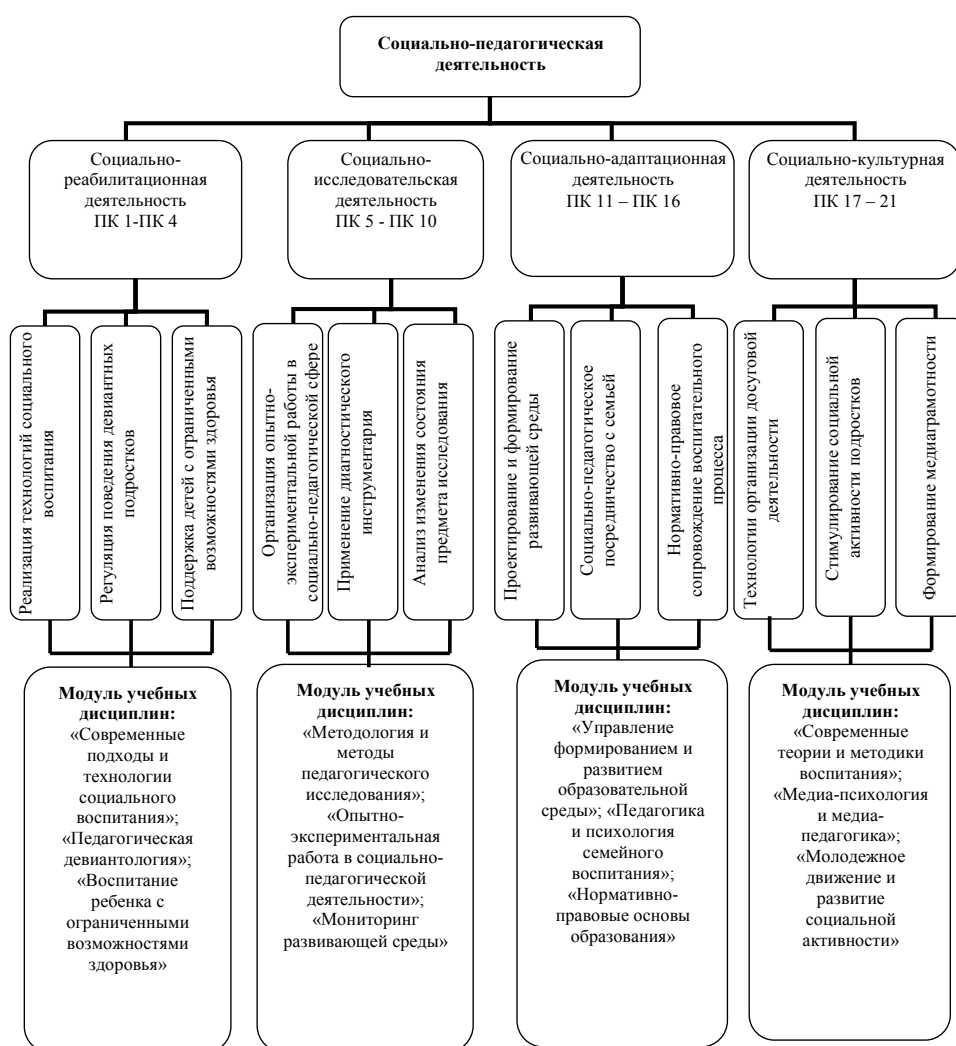 Социально-педагогическая
деятельность
Социально-
реабилитационная
деятельность
ПК 1-ПК 4
Социально-
исследовательская
деятельность
ПК 5 - ПК 10
Социально-адаптационная
деятельность
ПК 11 – ПК 16
Социально-культурная
деятельность
ПК 17 – 21
Реализация технологий социального
воспитания
Регуляция поведения девиантных
подростков
Поддержка детей с ограниченными
возможностями здоровья
Организация опытно-
экспериментальной работы в
социально-педагогической сфере
Применение диагностического
инструментария
Анализ изменения состояния
предмета исследования
Проектирование и формирование
развивающей среды
Социально-педагогическое
посредничество с семьей
Нормативно-правовое
сопровождение воспитательного
процесса
Технологии организации досуговой
деятельности
Стимулирование социальной
активности подростков
Формирование медиаграмотности
Модуль учебных
дисциплин:
«Современные
подходы и
технологии
социального
воспитания»;
«Педагогическая
девиантология»;
«Воспитание
ребенка с
ограниченными
возможностями
здоровья»
Модуль учебных
дисциплин:
«Методология и
методы
педагогического
исследования»;
«Опытно-
экспериментальная
работа в социально-
педагогической
деятельности»;
«Мониторинг
развивающей среды»
Модуль учебных
дисциплин:
«Управление
формированием и
развитием
образовательной
среды»; «Педагогика
и психология
семейного
воспитания»;
«Нормативно-
правовые основы
образования»
Модуль учебных
дисциплин:
«Современные
теории и методики
воспитания»;
«Медиа-психология
и медиа-
педагогика»;
«Молодежное
движение и
развитие
социальной
активности»